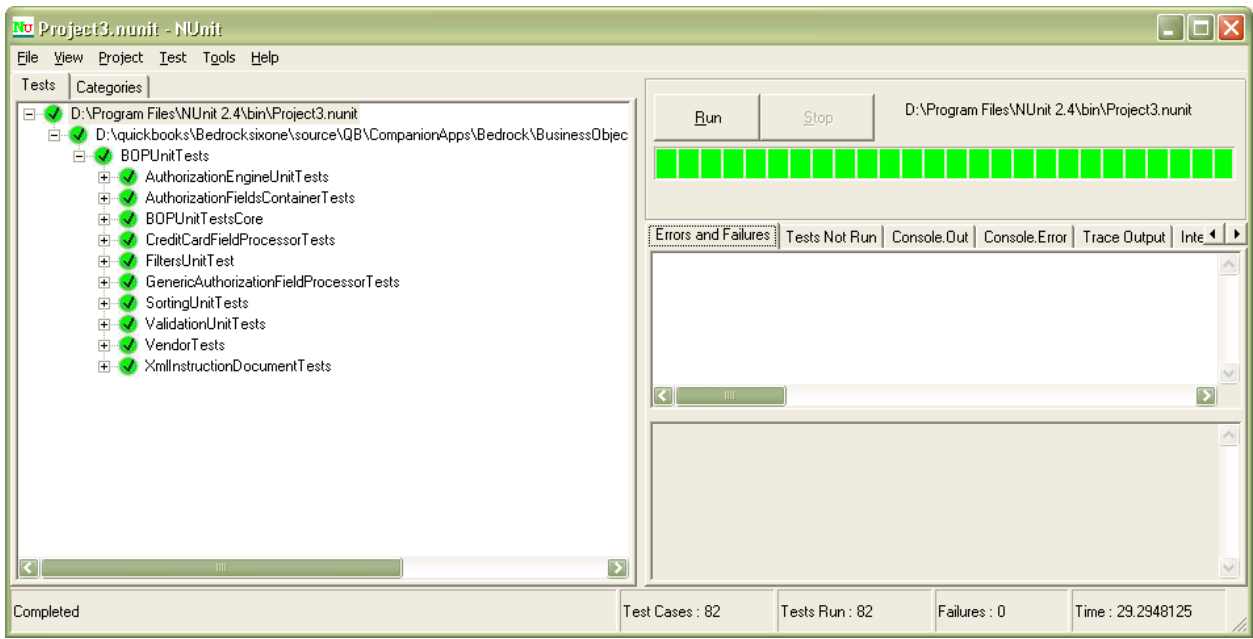 Nu Project3.nunit - NUnit
File View Project Test Tools Help
Tests Categories
D:\Program Files\NUnit 2.4\bin\Project3.nunit
D:\quickbooks\Bedrocksixone\source\QB\CompanionApps\Bedrock\BusinessObjec
BOPUnitTests
AuthorizationEngineUnitTests
AuthorizationFieldsContainerTests
BOPUnitTestsCore
CreditCardFieldProcessorTests
FiltersUnitTest
GenericAuthorizationFieldProcessorTests
SortingUnitTests
ValidationUnitTests
VendorTests
XmlInstructionDocumentTests
Run Stop D:\Program Files\NUnit 2.4\bin\Project3.nunit
Errors and Failures Tests Not Run Console.Out Console.Error Trace Output Inte
Completed Test Cases : 82 Tests Run : 82 Failures : 0 Time : 29.2948125